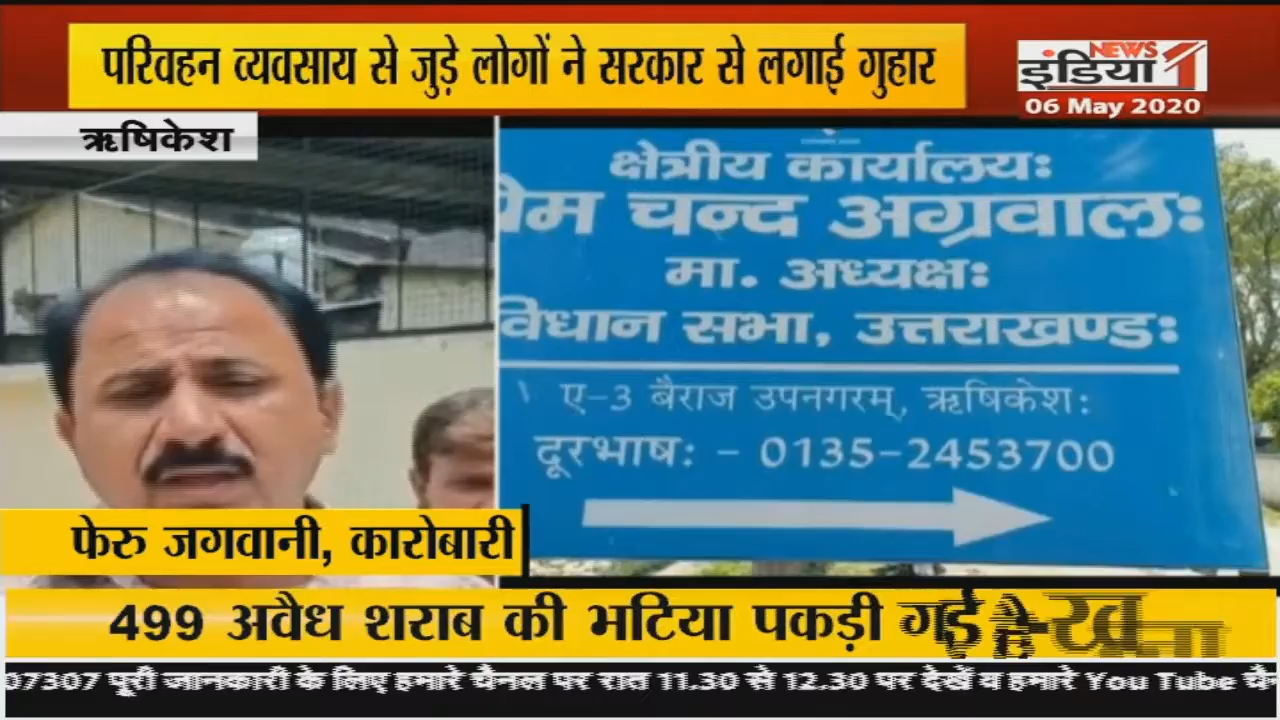 परिवहन व्यवसाय से जुड़े लोगों ने सरकार से लगाई गुहार
NEWS
इंडिया 1
06 May 2020
ऋषिकेश
क्षेत्रीय कार्यालयः
प्रेम चन्द अग्रवालः
मा. अध्यक्षः
विधान सभा, उत्तराखण्डः
ए-3 बैराज उपनगरम्, ऋषिकेशः
दूरभाषः - 0135-2453700
फेरु जगवानी, कारोबारी
499 अवैध शराब की भटिया पकड़ी गई है
07307 पूरी जानकारी के लिए हमारे चैनल पर रात 11.30 से 12.30 पर देखें व हमारे You Tube